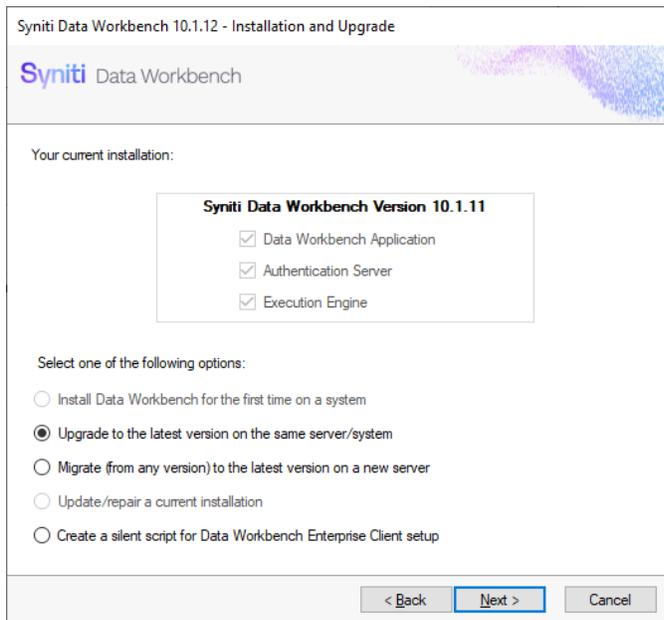 Syniti Data Workbench 10.1.12 - Installation and Upgrade
Syniti Data Workbench
Your current installation:
Syniti Data Workbench Version 10.1.11
Data Workbench Application
Authentication Server
Execution Engine
Select one of the following options:
Install Data Workbench for the first time on a system
Upgrade to the latest version on the same server/system
Migrate (from any version) to the latest version on a new server
Update/repair a current installation
Create a silent script for Data Workbench Enterprise Client setup
< Back Next > Cancel